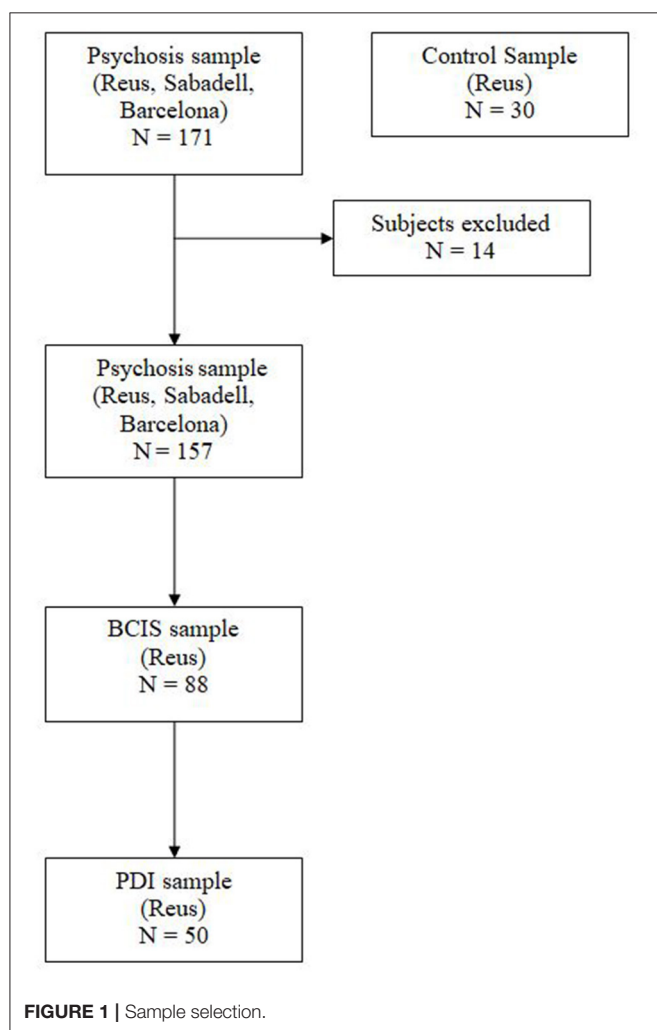 Psychosis sample
(Reus, Sabadell,
Barcelona)
N = 171
Control Sample
(Reus)
N = 30
Subjects excluded
N = 14
Psychosis sample
(Reus, Sabadell,
Barcelona)
N = 157
BCIS sample
(Reus)
N = 88
PDI sample
(Reus)
N = 50
FIGURE 1 | Sample selection.